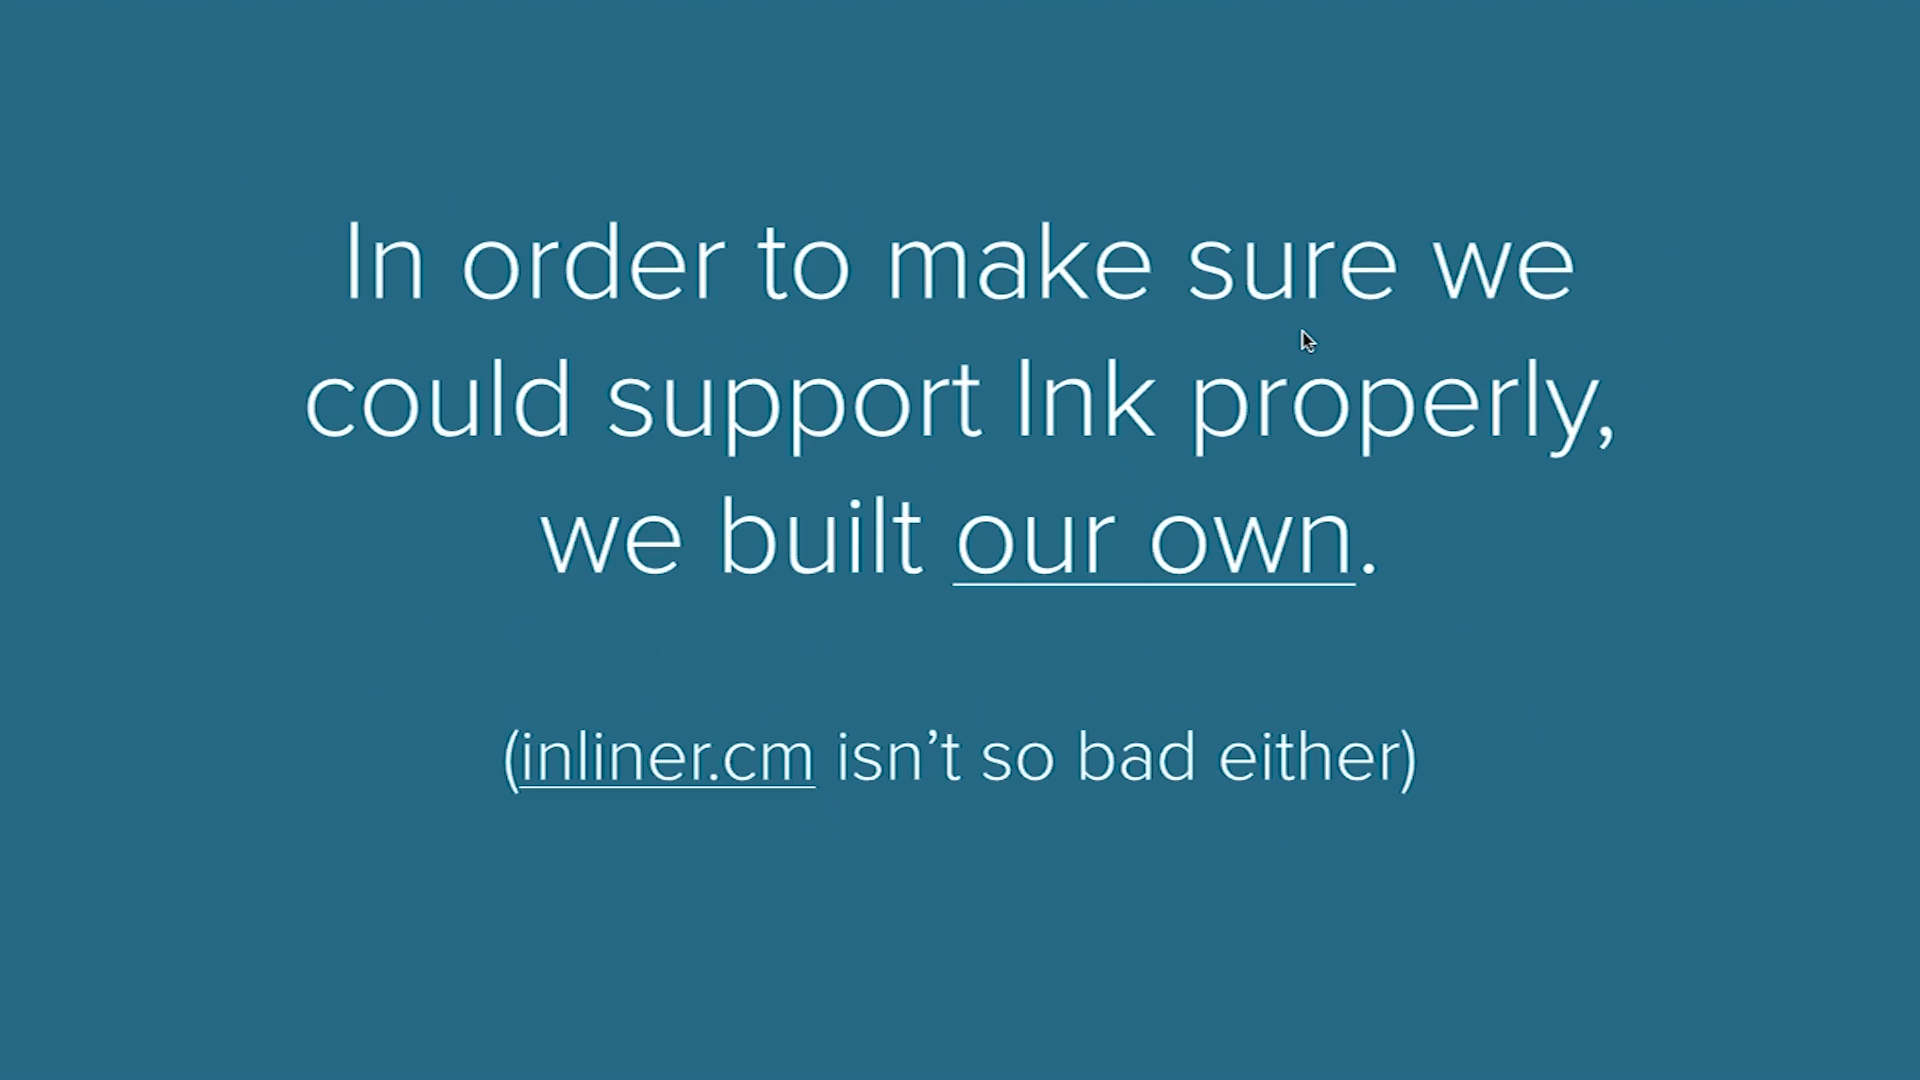 In order to make sure we
could support Ink properly,
we built our own.
(inliner.cm isn’t so bad either)